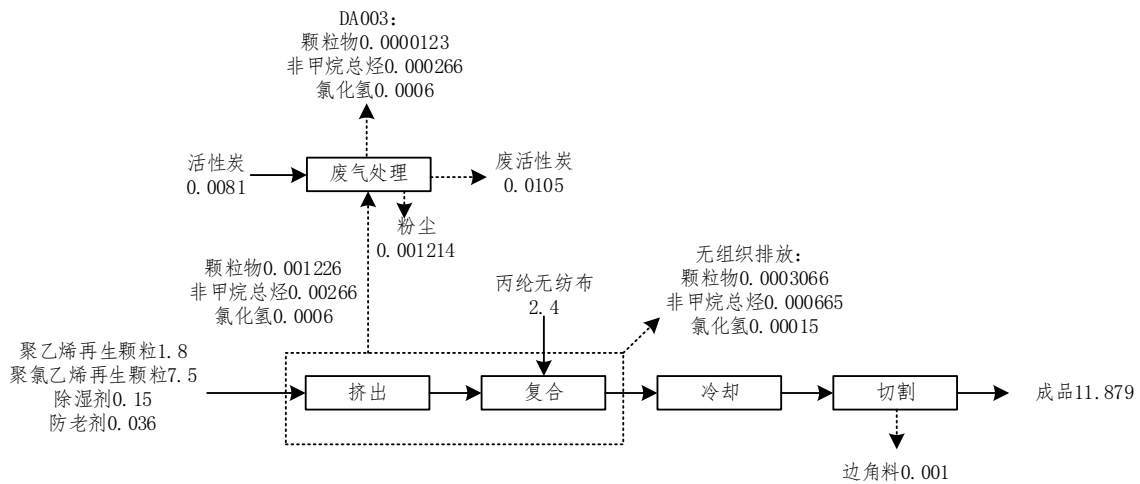 DA003：
颗粒物0.0000123
非甲烷总烃0.000266
氯化氢0.0006
活性炭
0.0081
废气处理
废活性炭
0.0105
粉尘
0.001214
颗粒物0.001226
非甲烷总烃0.00266
氯化氢0.0006
丙纶无纺布
2.4
无组织排放：
颗粒物0.0003066
非甲烷总烃0.000665
氯化氢0.00015
聚乙烯再生颗粒1.8
聚氯乙烯再生颗粒7.5
除湿剂0.15
防老剂0.036
挤出
复合
冷却
切割
成品11.879
边角料0.001